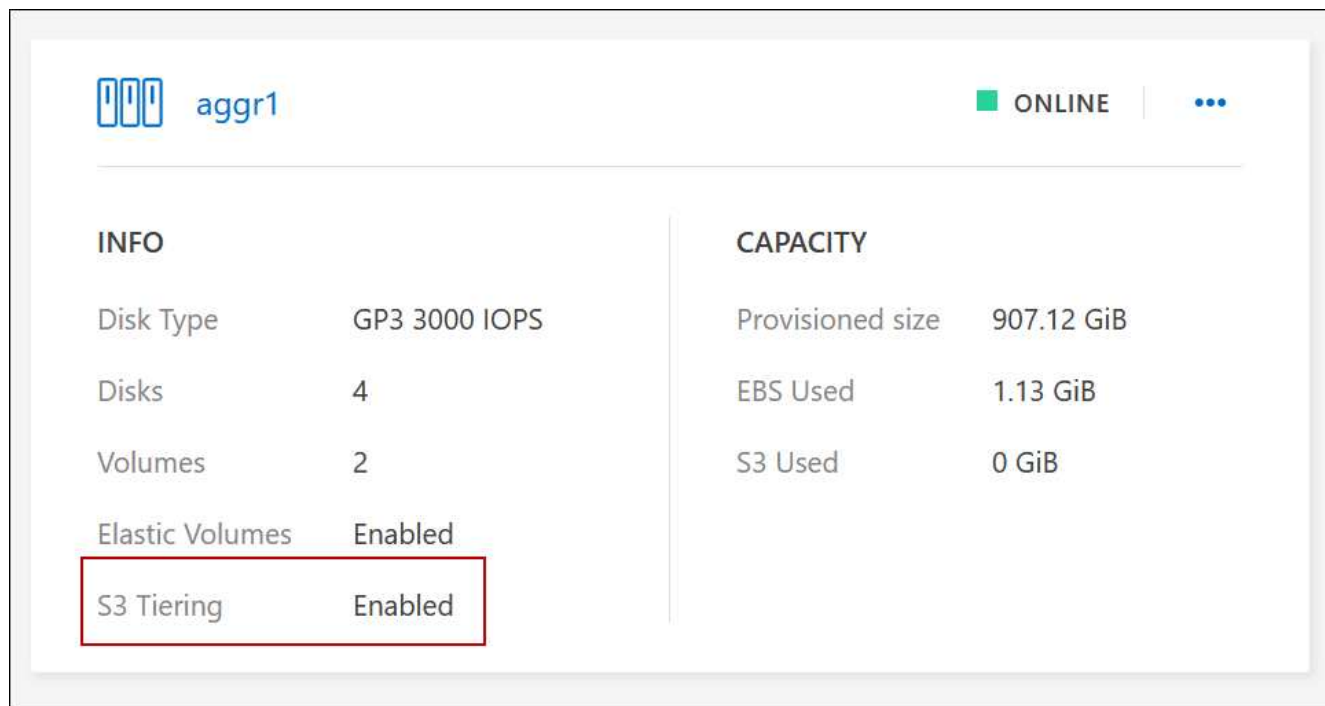 aggr1
ONLINE
INFO
Disk Type GP3 3000 IOPS
Disks 4
Volumes 2
Elastic Volumes Enabled
S3 Tiering Enabled
CAPACITY
Provisioned size 907.12 GiB
EBS Used 1.13 GiB
S3 Used 0 GiB